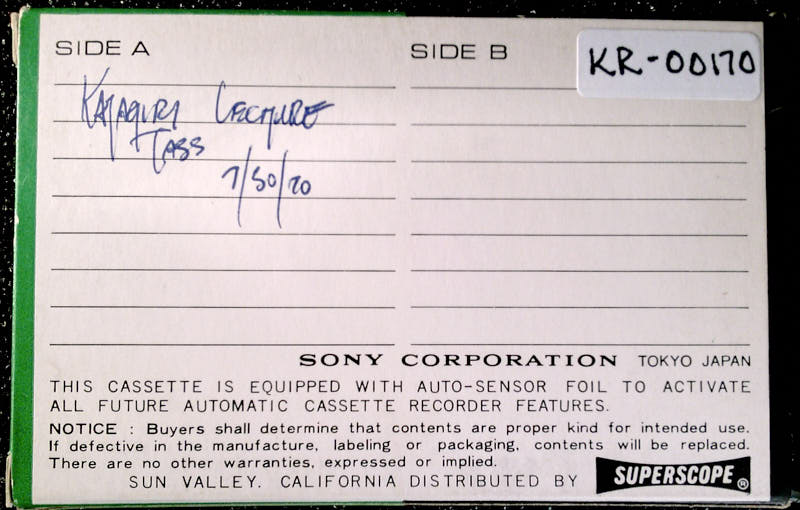 SIDE A
SIDE B
KR-00170
KATAGIRI LECTURE
TASS
7/30/70
SONY CORPORATION TOKYO JAPAN
THIS CASSETTE IS EQUIPPED WITH AUTO-SENSOR FOIL TO ACTIVATE
ALL FUTURE AUTOMATIC CASSETTE RECORDER FEATURES.
NOTICE : Buyers shall determine that contents are proper kind for intended use.
If defective in the manufacture, labeling or packaging, contents will be replaced.
There are no other warranties, expressed or implied.
SUN VALLEY. CALIFORNIA DISTRIBUTED BY SUPERSCOPE®